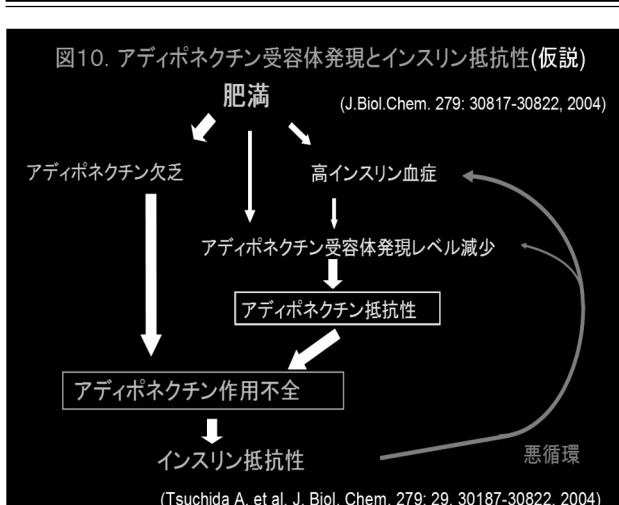 図10. アディポネクチン受容体発現とインスリン抵抗性(仮説)
肥満
(J.Biol.Chem. 279: 30817-30822, 2004)
アディポネクチン欠乏
高インスリン血症
アディポネクチン受容体発現レベル減少
アディポネクチン抵抗性
アディポネクチン作用不全
インスリン抵抗性
悪循環
(Tsuchida A, et al. J. Biol. Chem. 279: 29, 30187-30822, 2004)